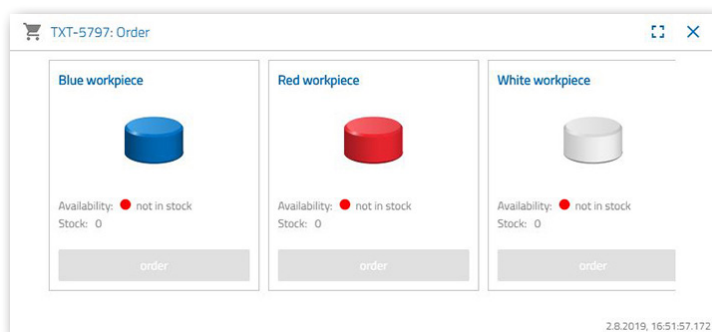 TXT-5797: Order
Blue workpiece
Availability: not in stock
Stock: 0
order
Red workpiece
Availability: not in stock
Stock: 0
order
White workpiece
Availability: not in stock
Stock: 0
order
2.8.2019, 16:51:57.172